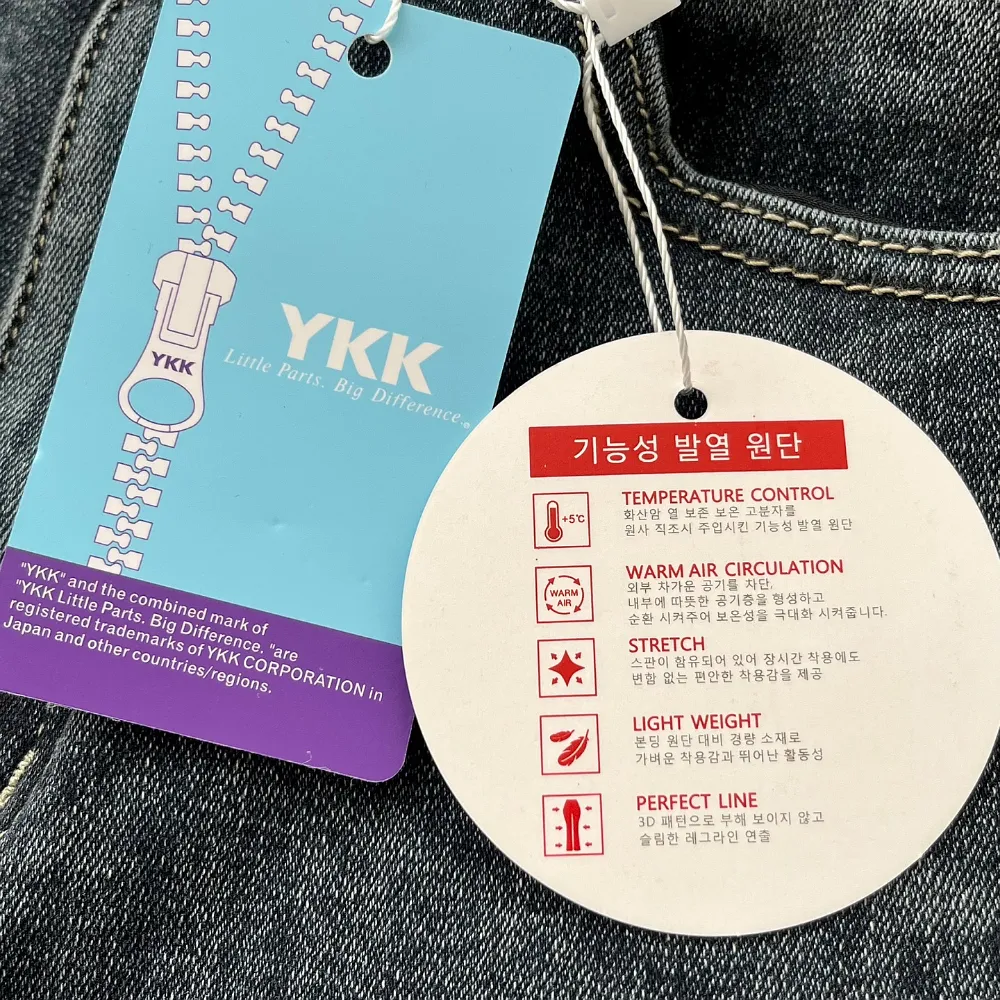 YKK
YKK
Little Parts. Big Difference.®
"YKK" and the combined mark of
"YKK Little Parts. Big Difference. "are
registered trademarks of YKK CORPORATION in
Japan and other countries/regions.
기능성 발열 원단
+5℃
TEMPERATURE CONTROL
화산암 열 보존 보온 고분자를
원사 직조시 주입시킨 기능성 발열 원단
WARM AIR
WARM AIR CIRCULATION
외부 차가운 공기를 차단,
내부에 따뜻한 공기층을 형성하고
순환 시켜주어 보온성을 극대화 시켜줍니다.
STRETCH
스판이 함유되어 있어 장시간 착용에도
변함 없는 편안한 착용감을 제공
LIGHT WEIGHT
본딩 원단 대비 경량 소재로
가벼운 착용감과 뛰어난 활동성
PERFECT LINE
3D 패턴으로 부해 보이지 않고
슬림한 레그라인 연출